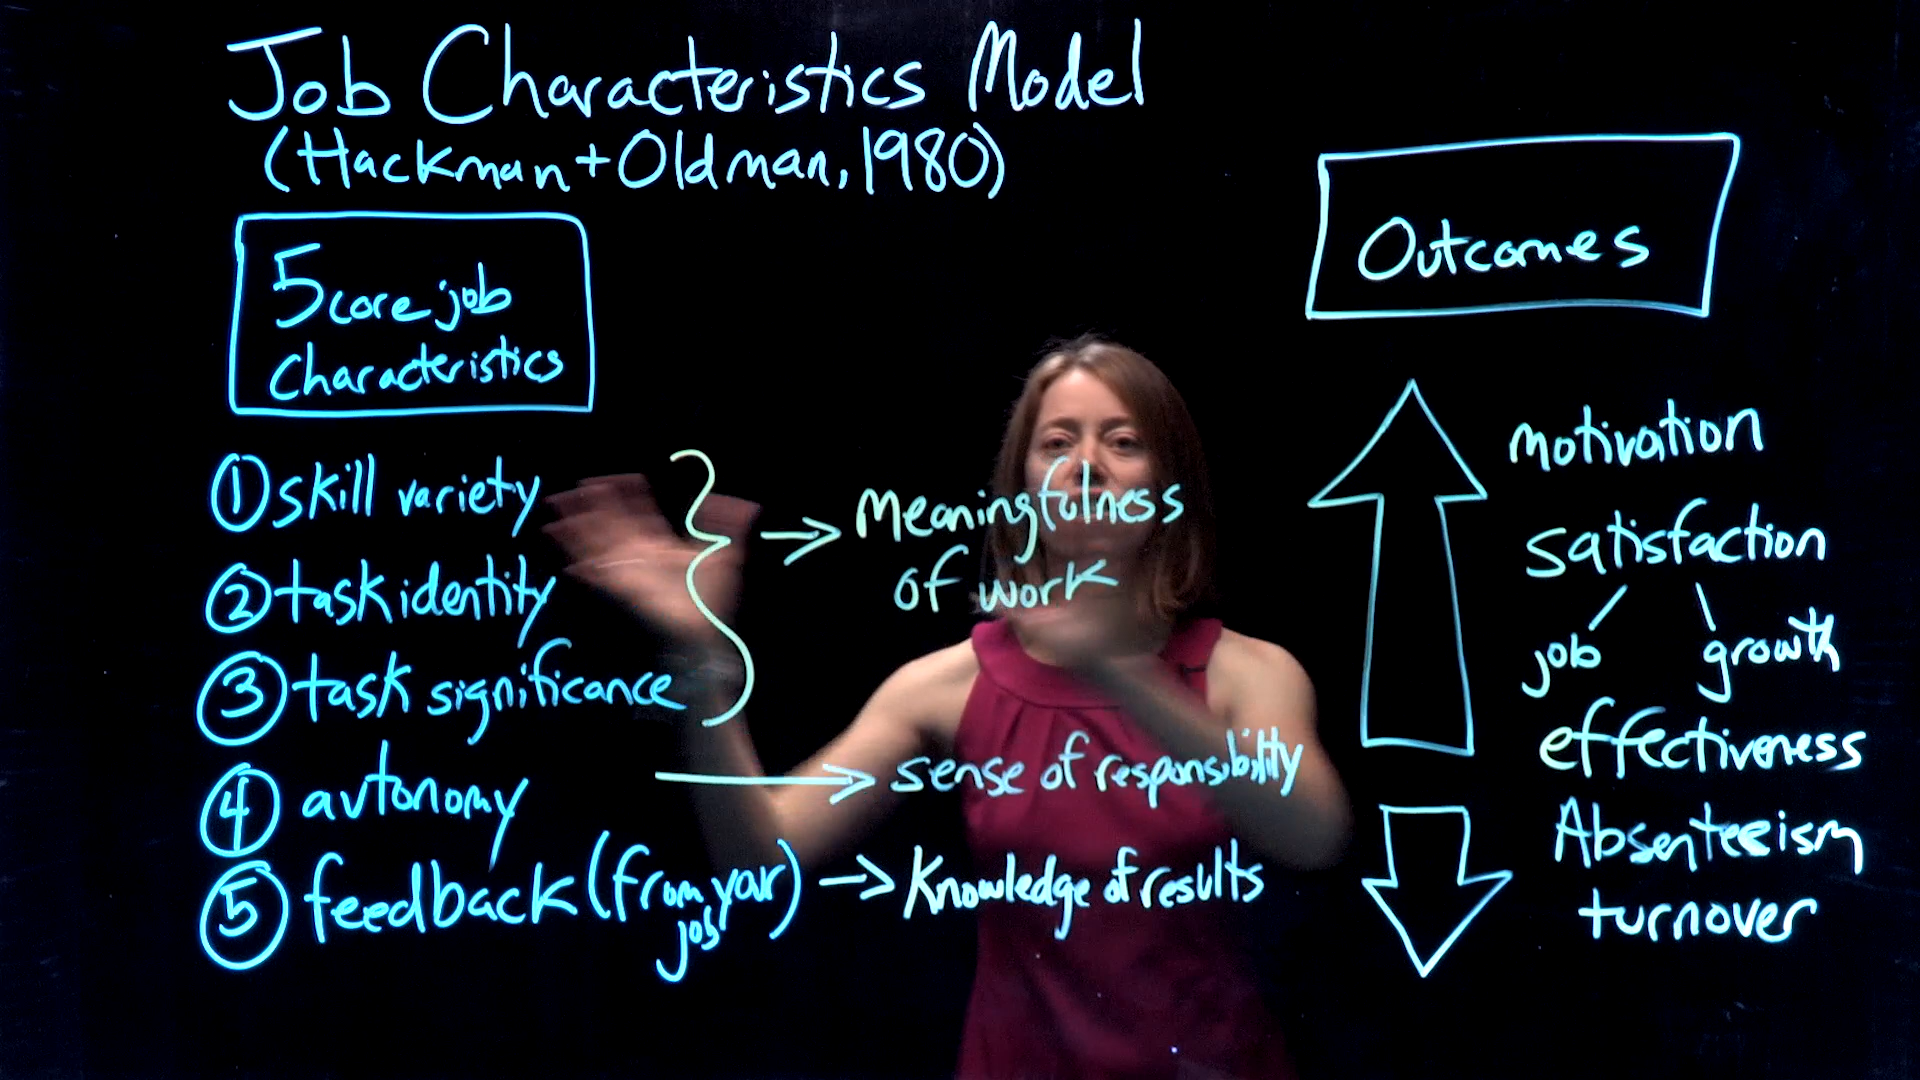 Job Characteristics Model
(Hackman + Oldman, 1980)
5 core job
characteristics
① skill variety
② task identity
③ task significance
④ autonomy
⑤ feedback (from your
job)
→ Meaningfulness
of work
→ sense of responsibility
→ Knowledge of results
Outcomes
motivation
satisfaction
job growth
effectiveness
Absenteeism
turnover